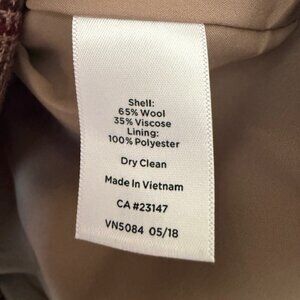 Shell:
65% Wool
35% Viscose
Lining:
100% Polyester
Dry Clean
Made In Vietnam
CA #23147
VN5084 05/18